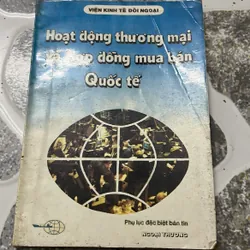 VIỆN KINH TẾ ĐỐI NGOẠI
Hoạt động thương mại
và hợp đồng mua bán
Quốc tế
Phụ lục đặc biệt bản tin
NGOẠI THƯƠNG